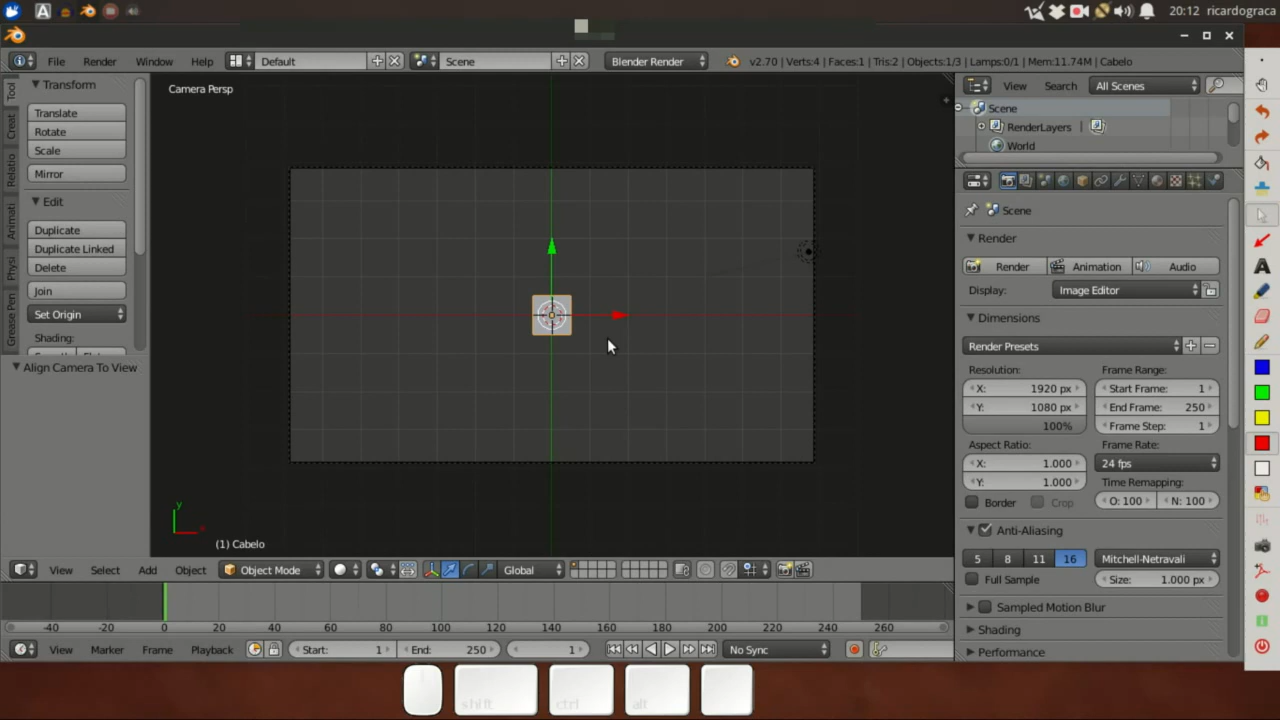 20:12 ricardograca
File Render Window Help Default Scene Blender Render v2.70 | Verts:4 | Faces:1 | Tris:2 | Objects:1/3 | Lamps:0/1 | Mem:11.74M | Cabelo
Tool
Creat
Relatio
Animati
Physi
Grease Pen
Transform
Translate
Rotate
Scale
Mirror
Edit
Duplicate
Duplicate Linked
Delete
Join
Set Origin
Shading:
Align Camera To View
Camera Persp
y
(1) Cabelo
View Search All Scenes
Scene
RenderLayers |
World
Scene
Render
Render Animation Audio
Display: Image Editor
Dimensions
Render Presets
Resolution: Frame Range:
X: 1920 px Start Frame: 1
Y: 1080 px End Frame: 250
100% Frame Step: 1
Aspect Ratio: Frame Rate:
X: 1.000 24 fps
Y: 1.000 Time Remapping:
Border Crop O: 100 N: 100
Anti-Aliasing
5 8 11 16 Mitchell-Netravali
Full Sample Size: 1.000 px
Sampled Motion Blur
Shading
Performance
View Select Add Object Object Mode Global
-40 -20 0 20 40 60 80 100 120 140 160 180 200 220 240 260
View Marker Frame Playback Start: 1 End: 250 1 No Sync
shift ctrl alt